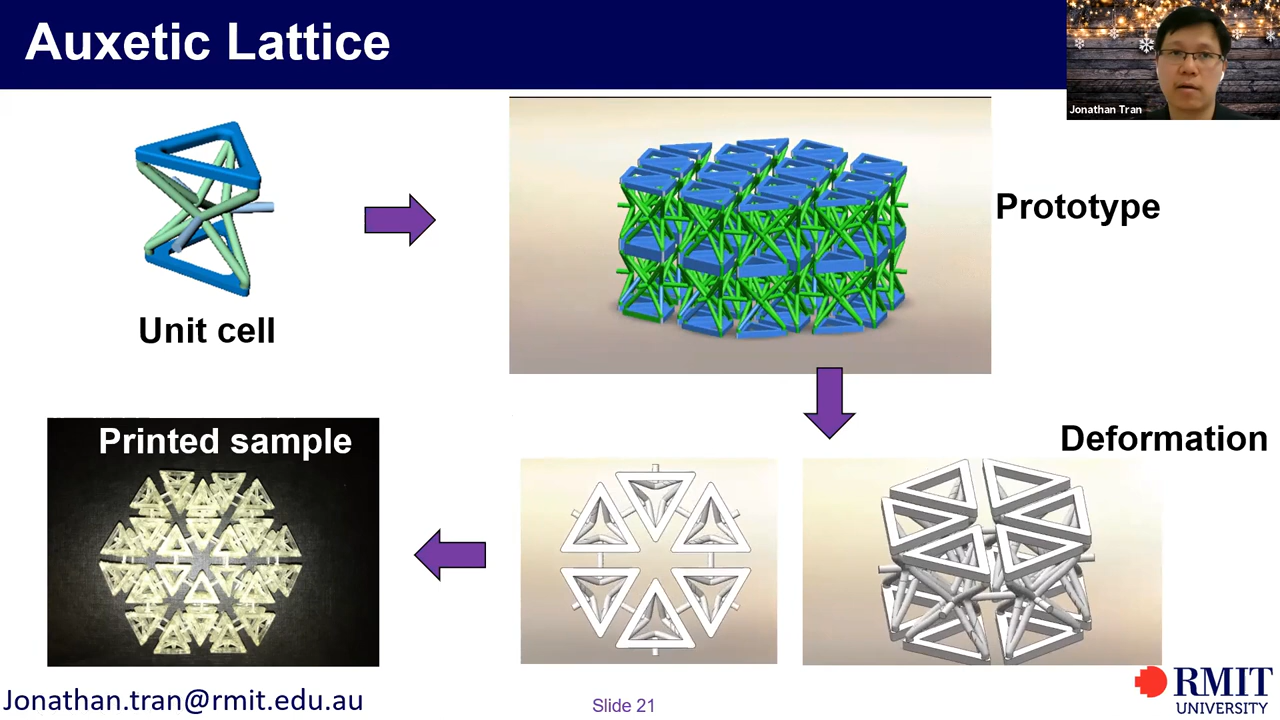 Auxetic Lattice
Jonathan Tran
Unit cell
Prototype
Deformation
Printed sample
Jonathan.tran@rmit.edu.au
Slide 21
RMIT
UNIVERSITY